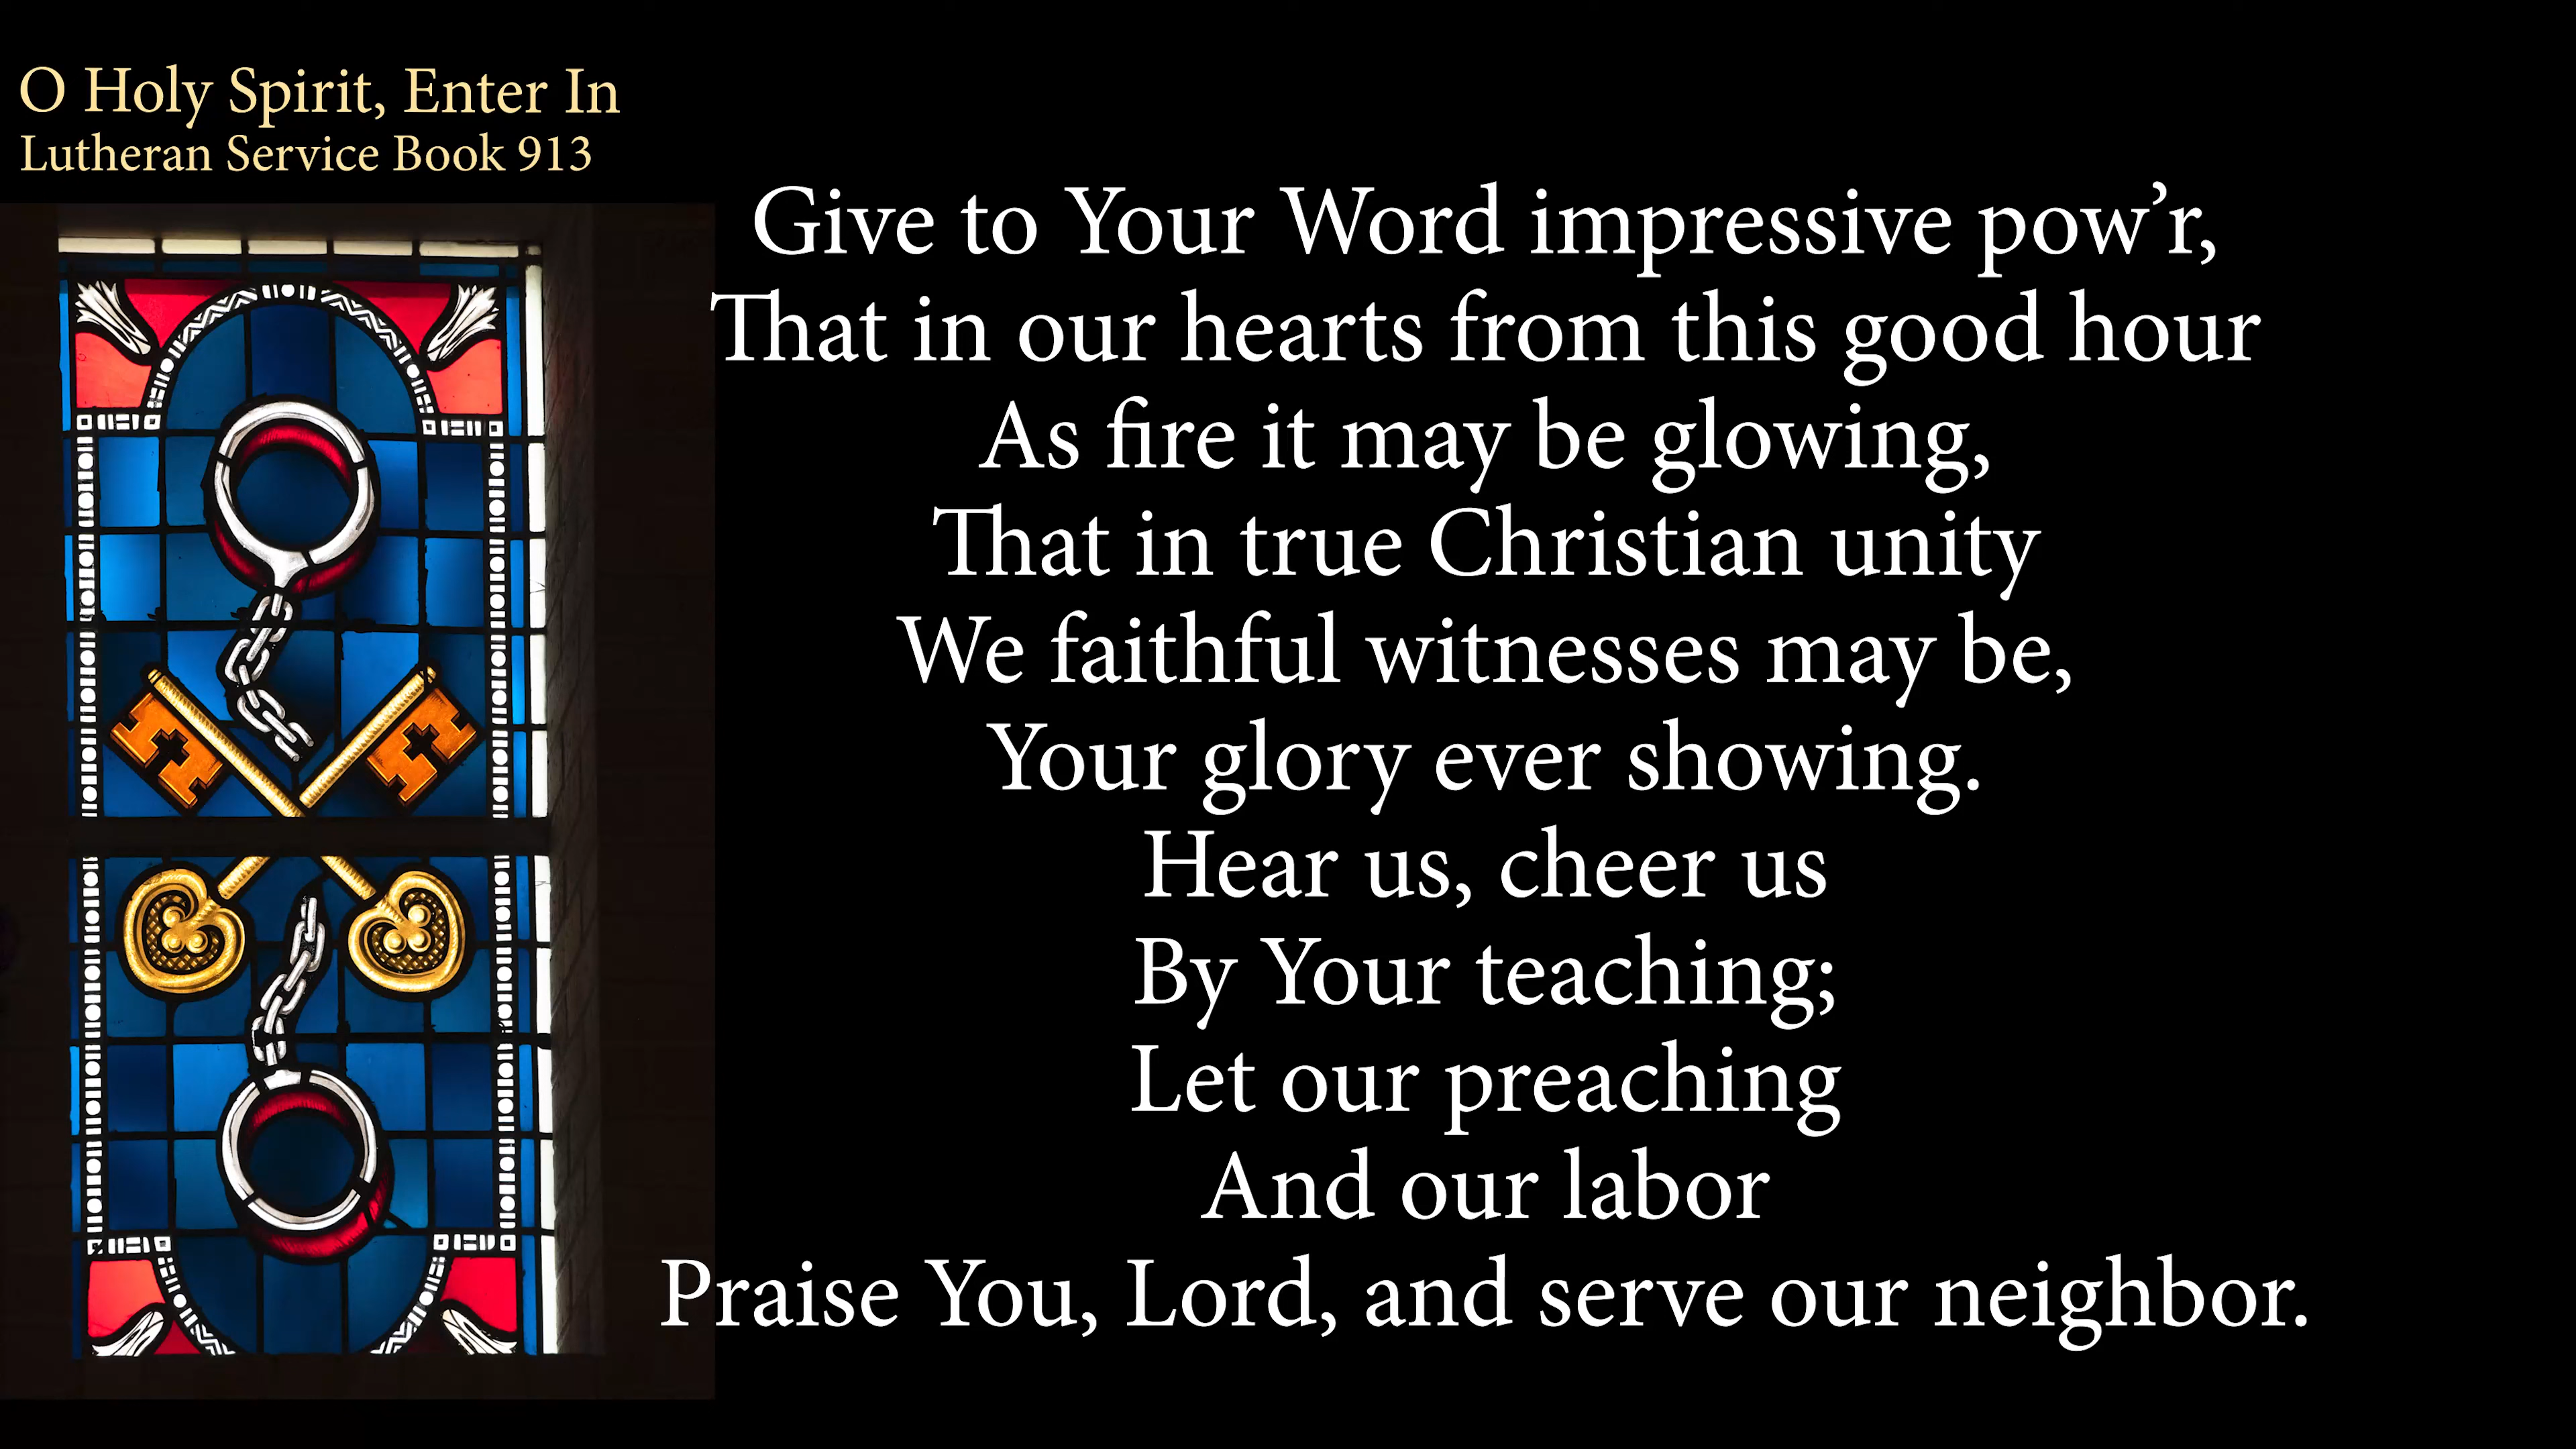 O Holy Spirit, Enter In
Lutheran Service Book 913
Give to Your Word impressive pow’r,
That in our hearts from this good hour
As fire it may be glowing,
That in true Christian unity
We faithful witnesses may be,
Your glory ever showing.
Hear us, cheer us
By Your teaching;
Let our preaching
And our labor
Praise You, Lord, and serve our neighbor.